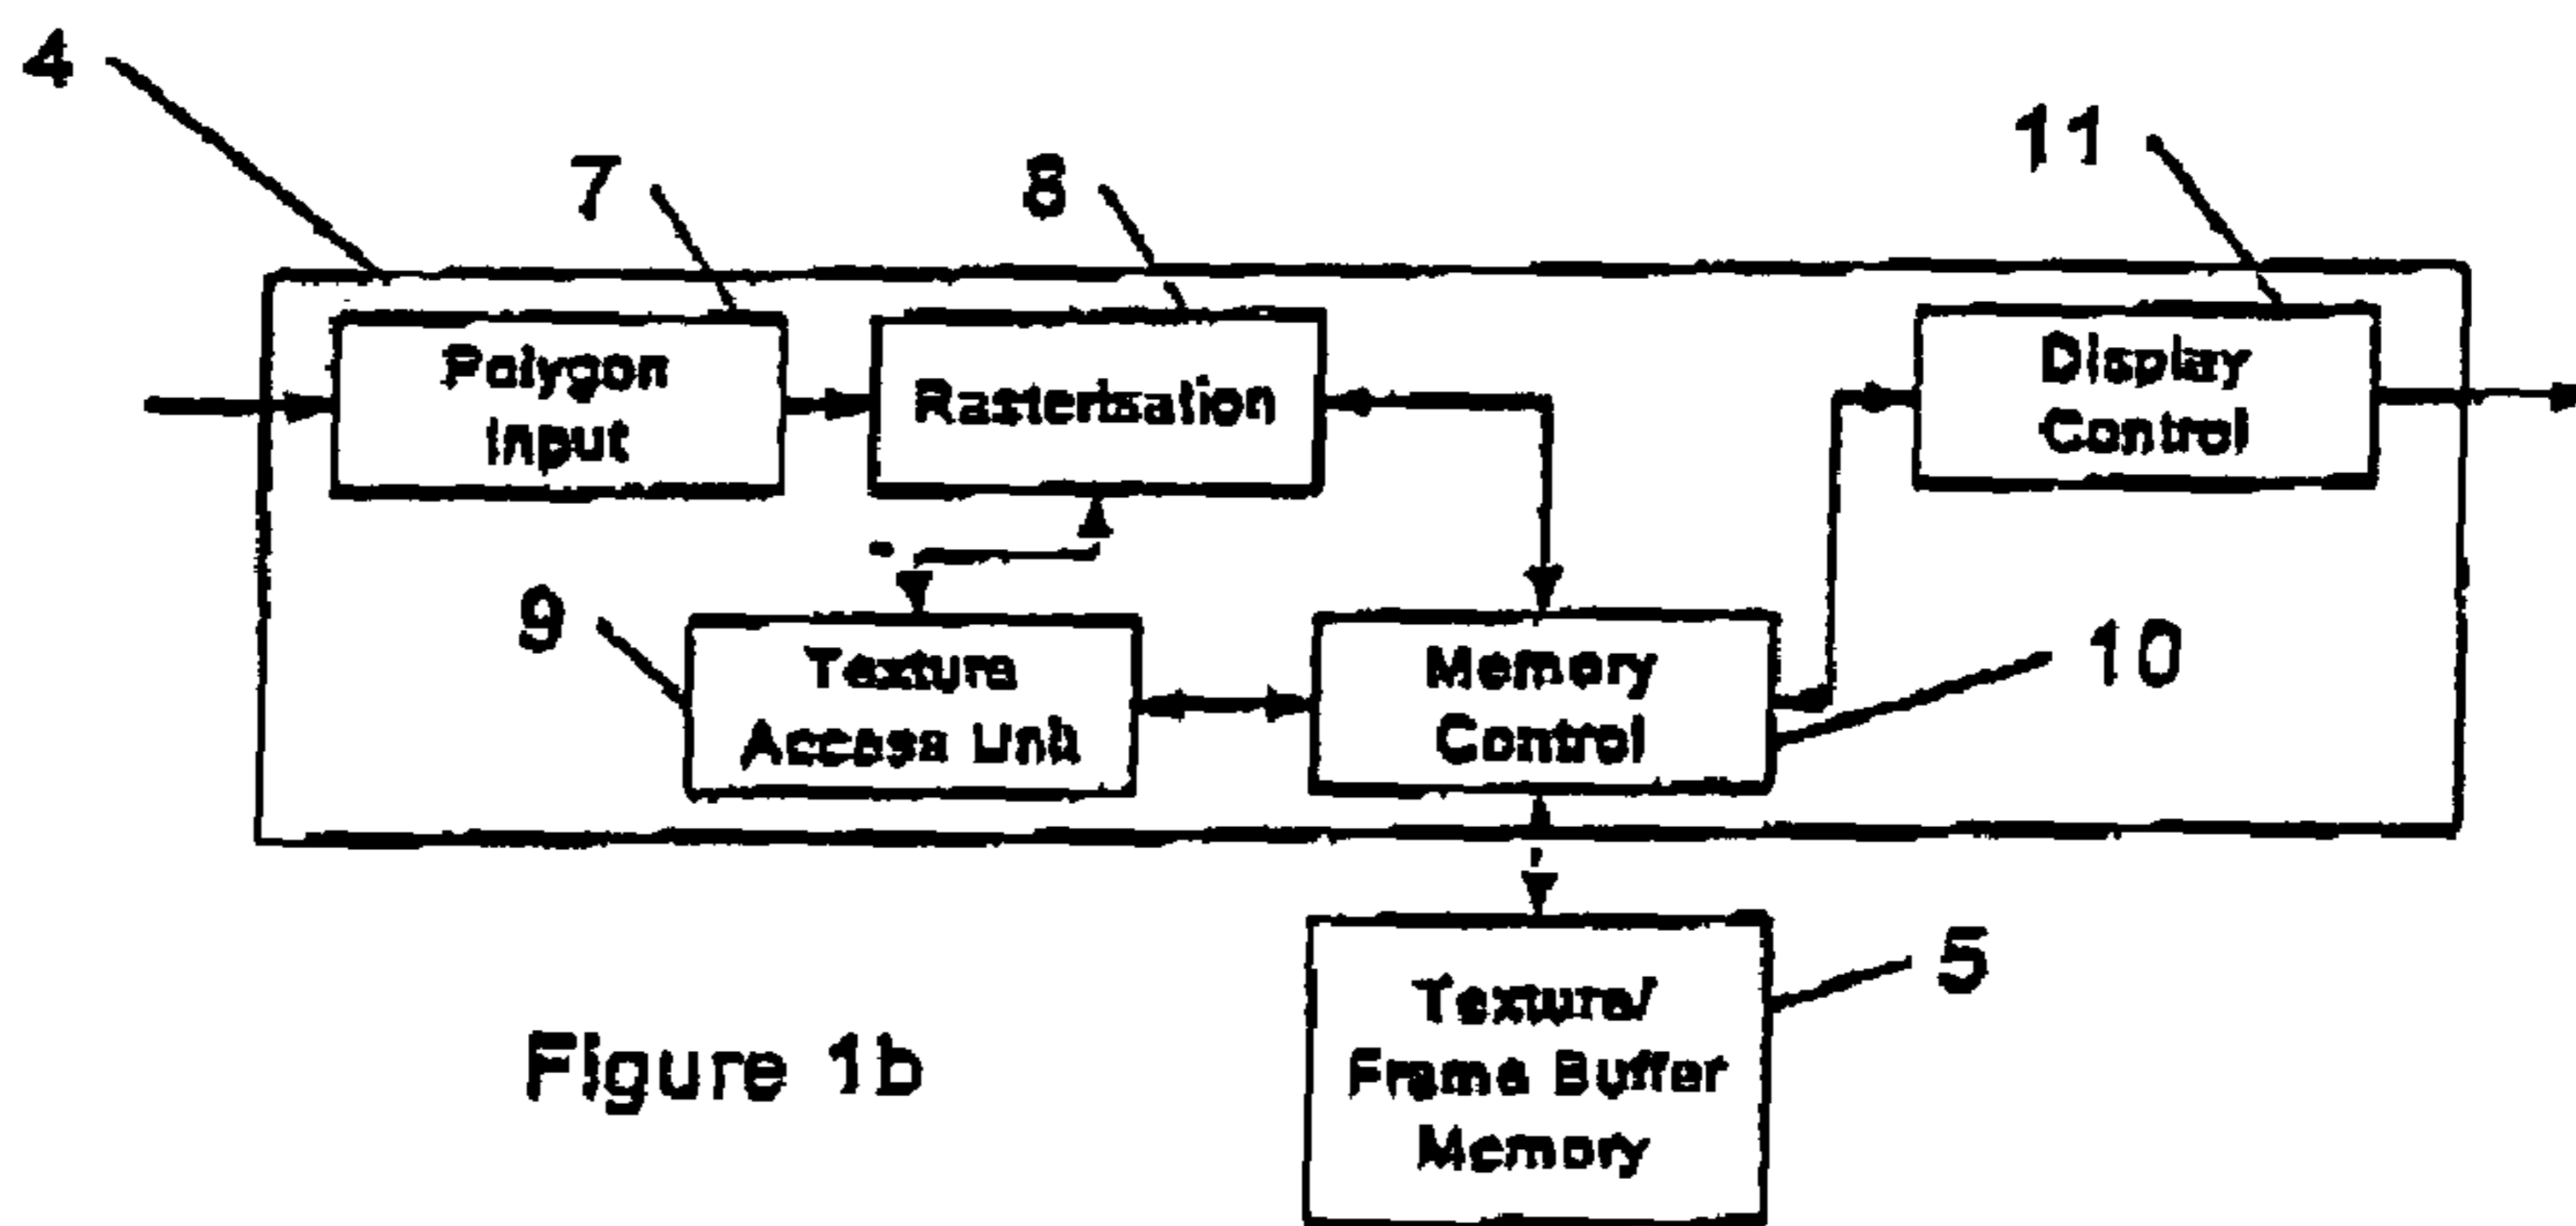 4
7
8
11
Polygon
Input
Rasterisation
Display
Control
9
Texture
Access Unit
Memory
Control
10
5
Texture/
Frame Buffer
Memory
Figure 1b